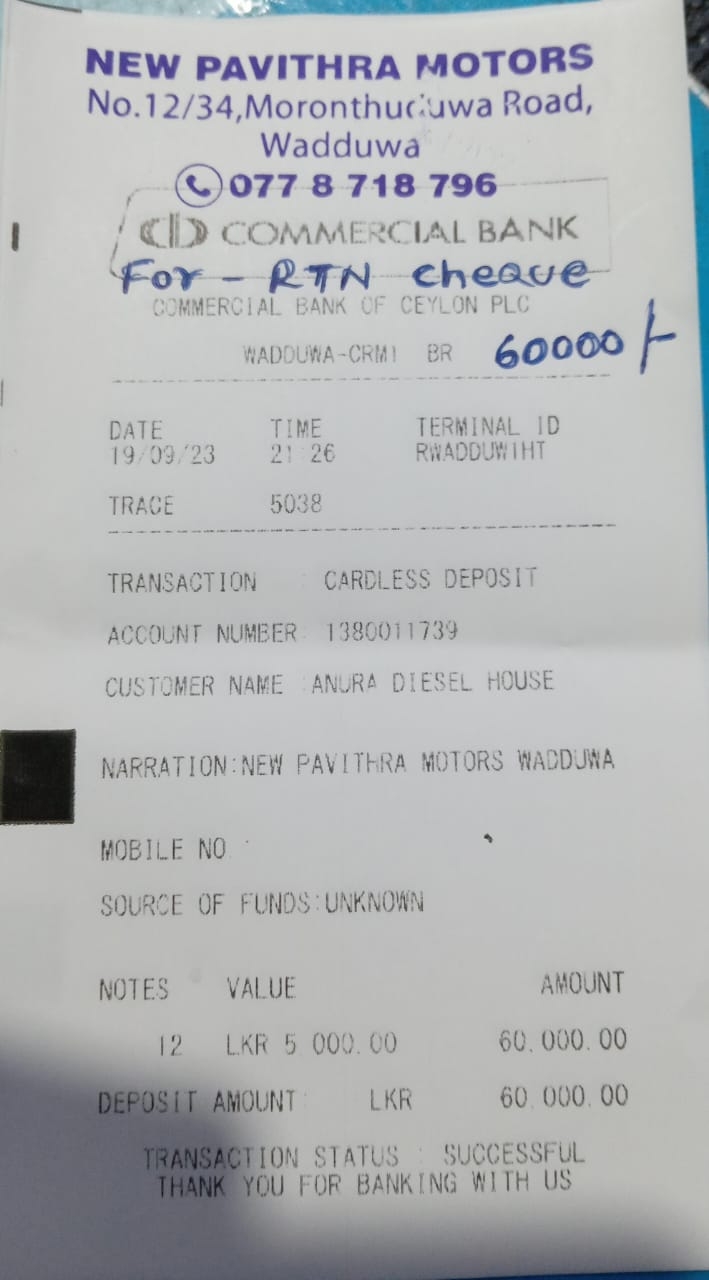 NEW PAVITHRA MOTORS
No.12/34,Moronthuduwa Road,
Wadduwa
077 8 718 796
COMMERCIAL BANK
For - RTN cheque
COMMERCIAL BANK OF CEYLON PLC
WADDUWA-CRM1 BR 60000/-
DATE TIME TERMINAL ID
19/09/23 21:26 RWADDUW1HT
TRACE 5038
TRANSACTION : CARDLESS DEPOSIT
ACCOUNT NUMBER: 1380011739
CUSTOMER NAME :ANURA DIESEL HOUSE
NARRATION:NEW PAVITHRA MOTORS WADDUWA
MOBILE NO :
SOURCE OF FUNDS:UNKNOWN
NOTES VALUE AMOUNT
12 LKR 5,000.00 60,000.00
DEPOSIT AMOUNT: LKR 60,000.00
TRANSACTION STATUS : SUCCESSFUL
THANK YOU FOR BANKING WITH US